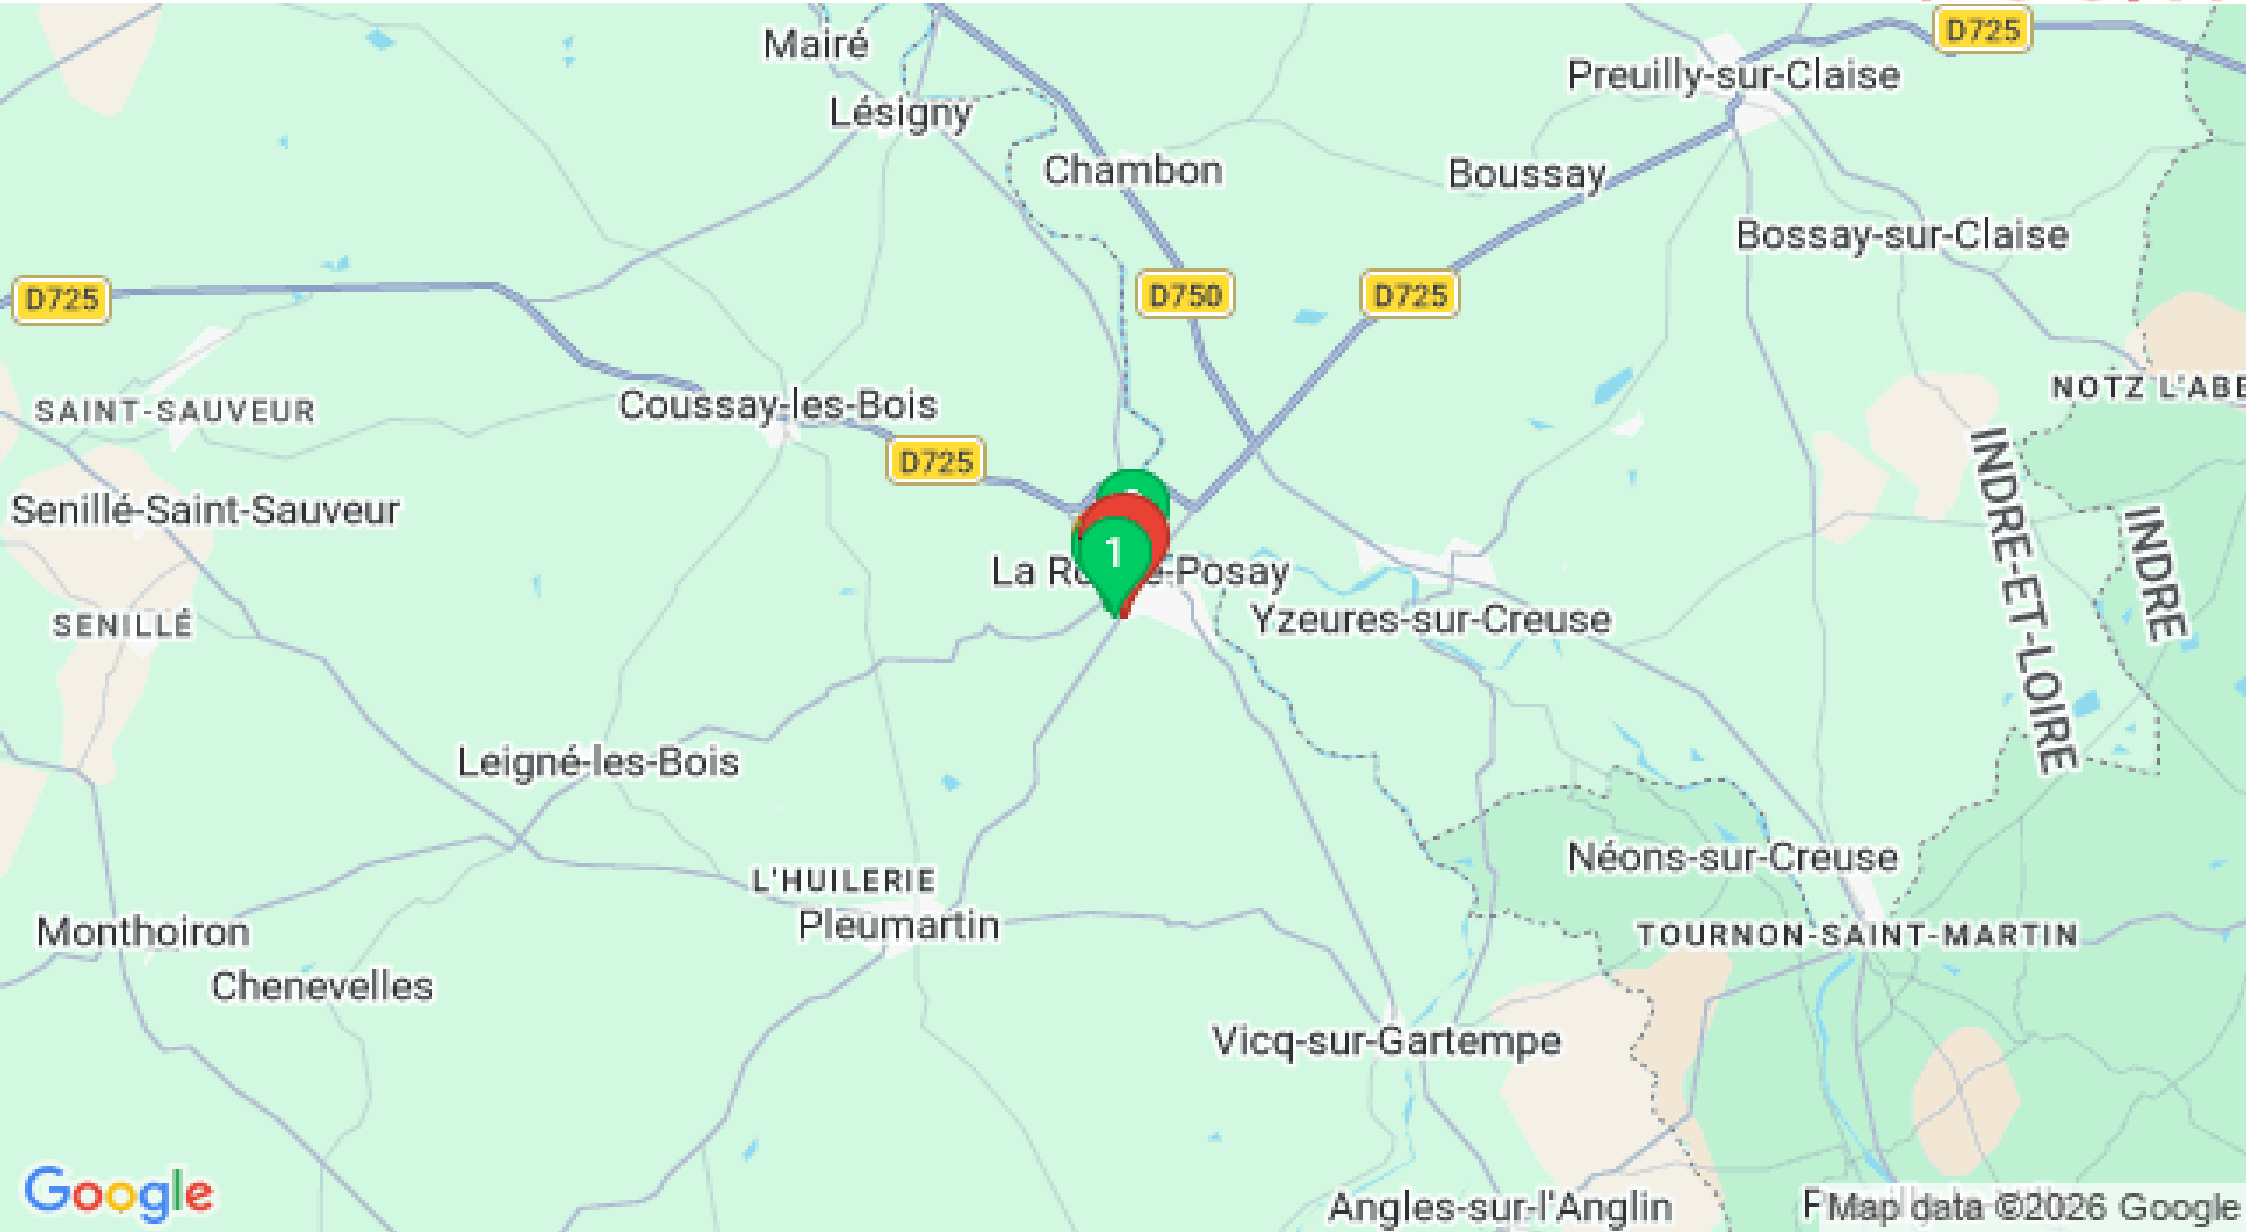 D725
Mairé
Preuilly-sur-Claise
Lésigny
Chambon
Boussay
Bossay-sur-Claise
D725
D750
D725
SAINT-SAUVEUR
Coussay-les-Bois
NOTZ L'ABE
D725
Senillé-Saint-Sauveur
INDRE-ET-LOIRE
INDRE
1
La Ro e-Posay
SENILLÉ
Yzeures-sur-Creuse
Leigné-les-Bois
Néons-sur-Creuse
L'HUILERIE
Pleumartin
Monthoiron
TOURNON-SAINT-MARTIN
Chenevelles
Vicq-sur-Gartempe
Google
Angles-sur-l'Anglin
Map data ©2026 Google